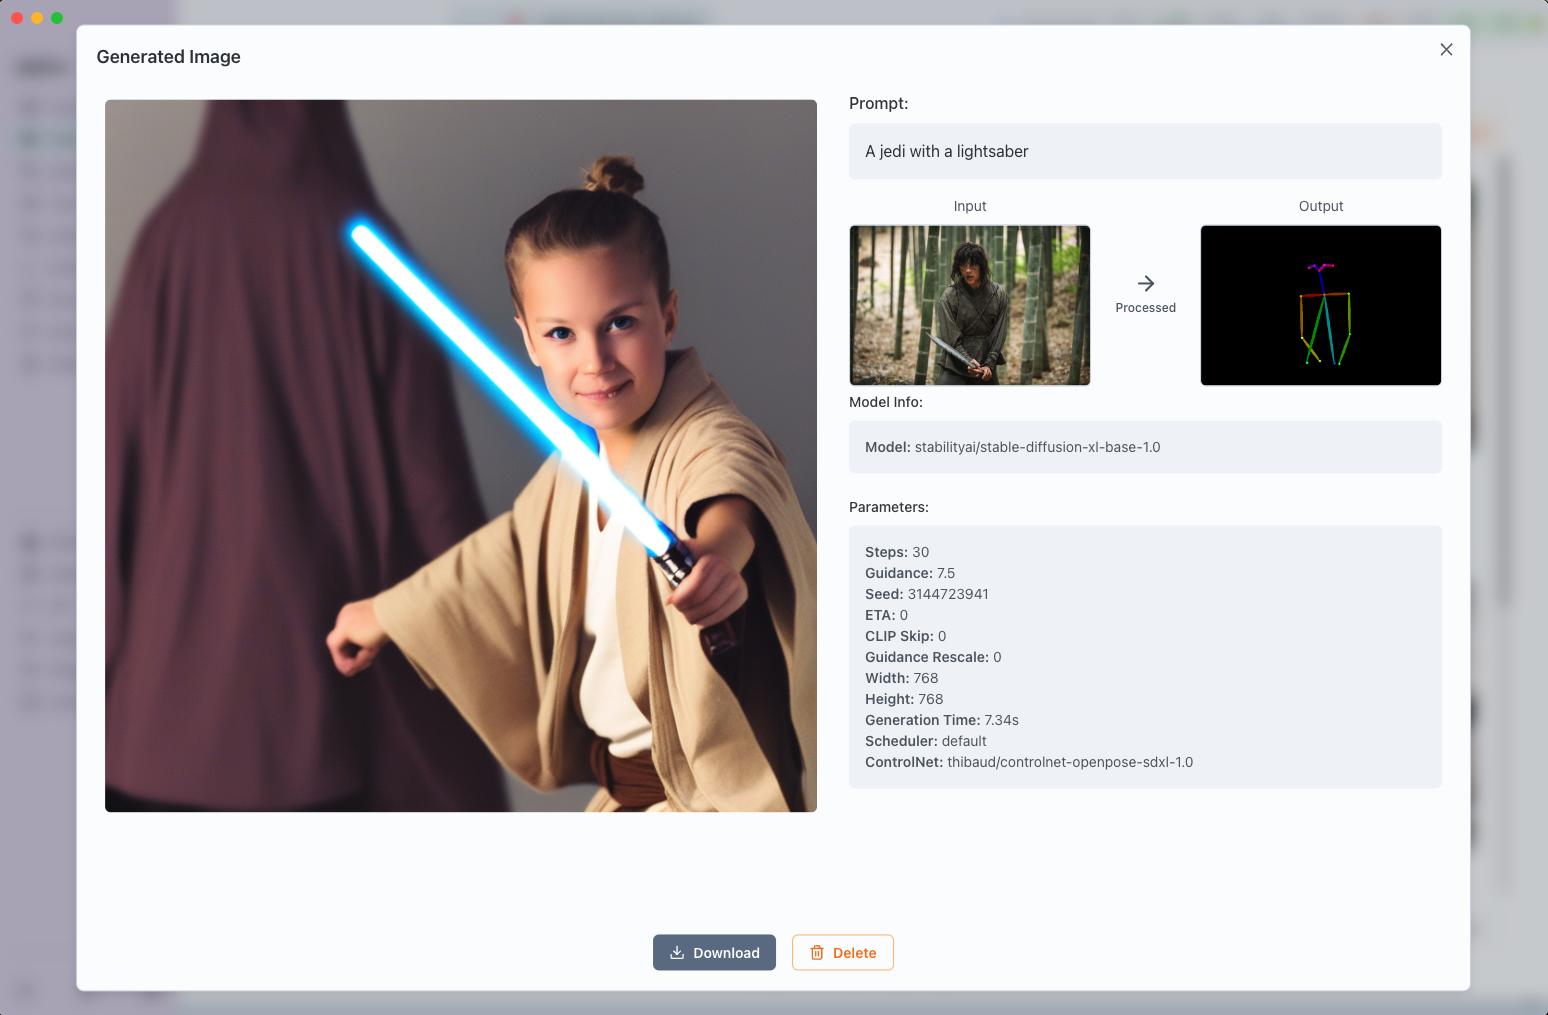 Generated Image
Prompt:
A jedi with a lightsaber
Input
Output
Processed
Model Info:
Model: stabilityai/stable-diffusion-xl-base-1.0
Parameters:
Steps: 30
Guidance: 7.5
Seed: 3144723941
ETA: 0
CLIP Skip: 0
Guidance Rescale: 0
Width: 768
Height: 768
Generation Time: 7.34s
Scheduler: default
ControlNet: thibaud/controlnet-openpose-sdxl-1.0
Download
Delete